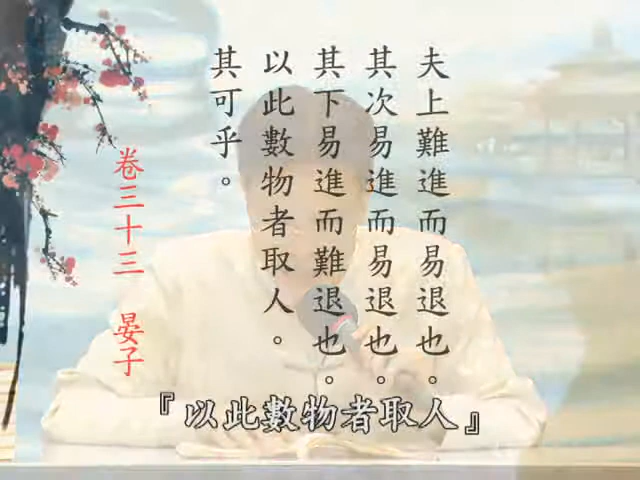 夫上難進而易退也。
其次易進而易退也。
其下易進而難退也。
以此數物者取人。
其可乎。
卷三十三 晏子
『以此數物者取人』